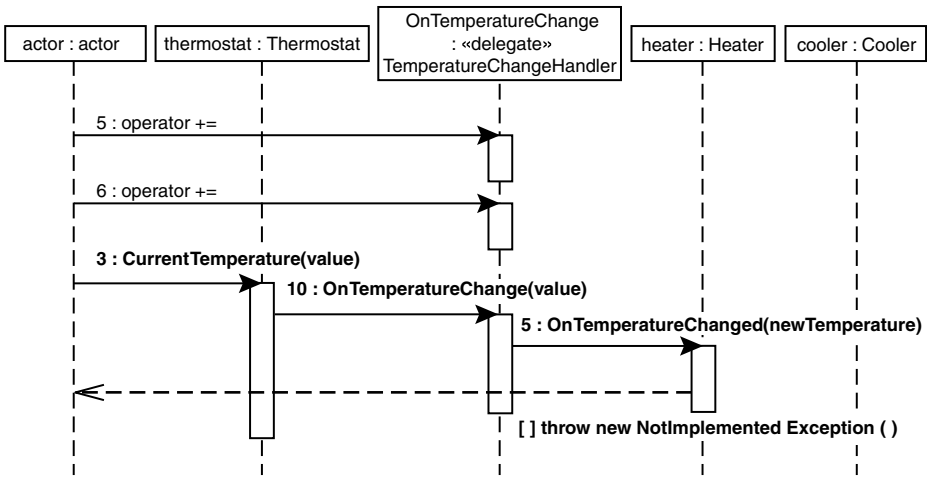 actor : actor
thermostat : Thermostat
OnTemperatureChange
: «delegate»
TemperatureChangeHandler
heater : Heater
cooler : Cooler
5 : operator +=
6 : operator +=
3 : CurrentTemperature(value)
10 : OnTemperatureChange(value)
5 : OnTemperatureChanged(newTemperature)
[ ] throw new NotImplemented Exception ( )